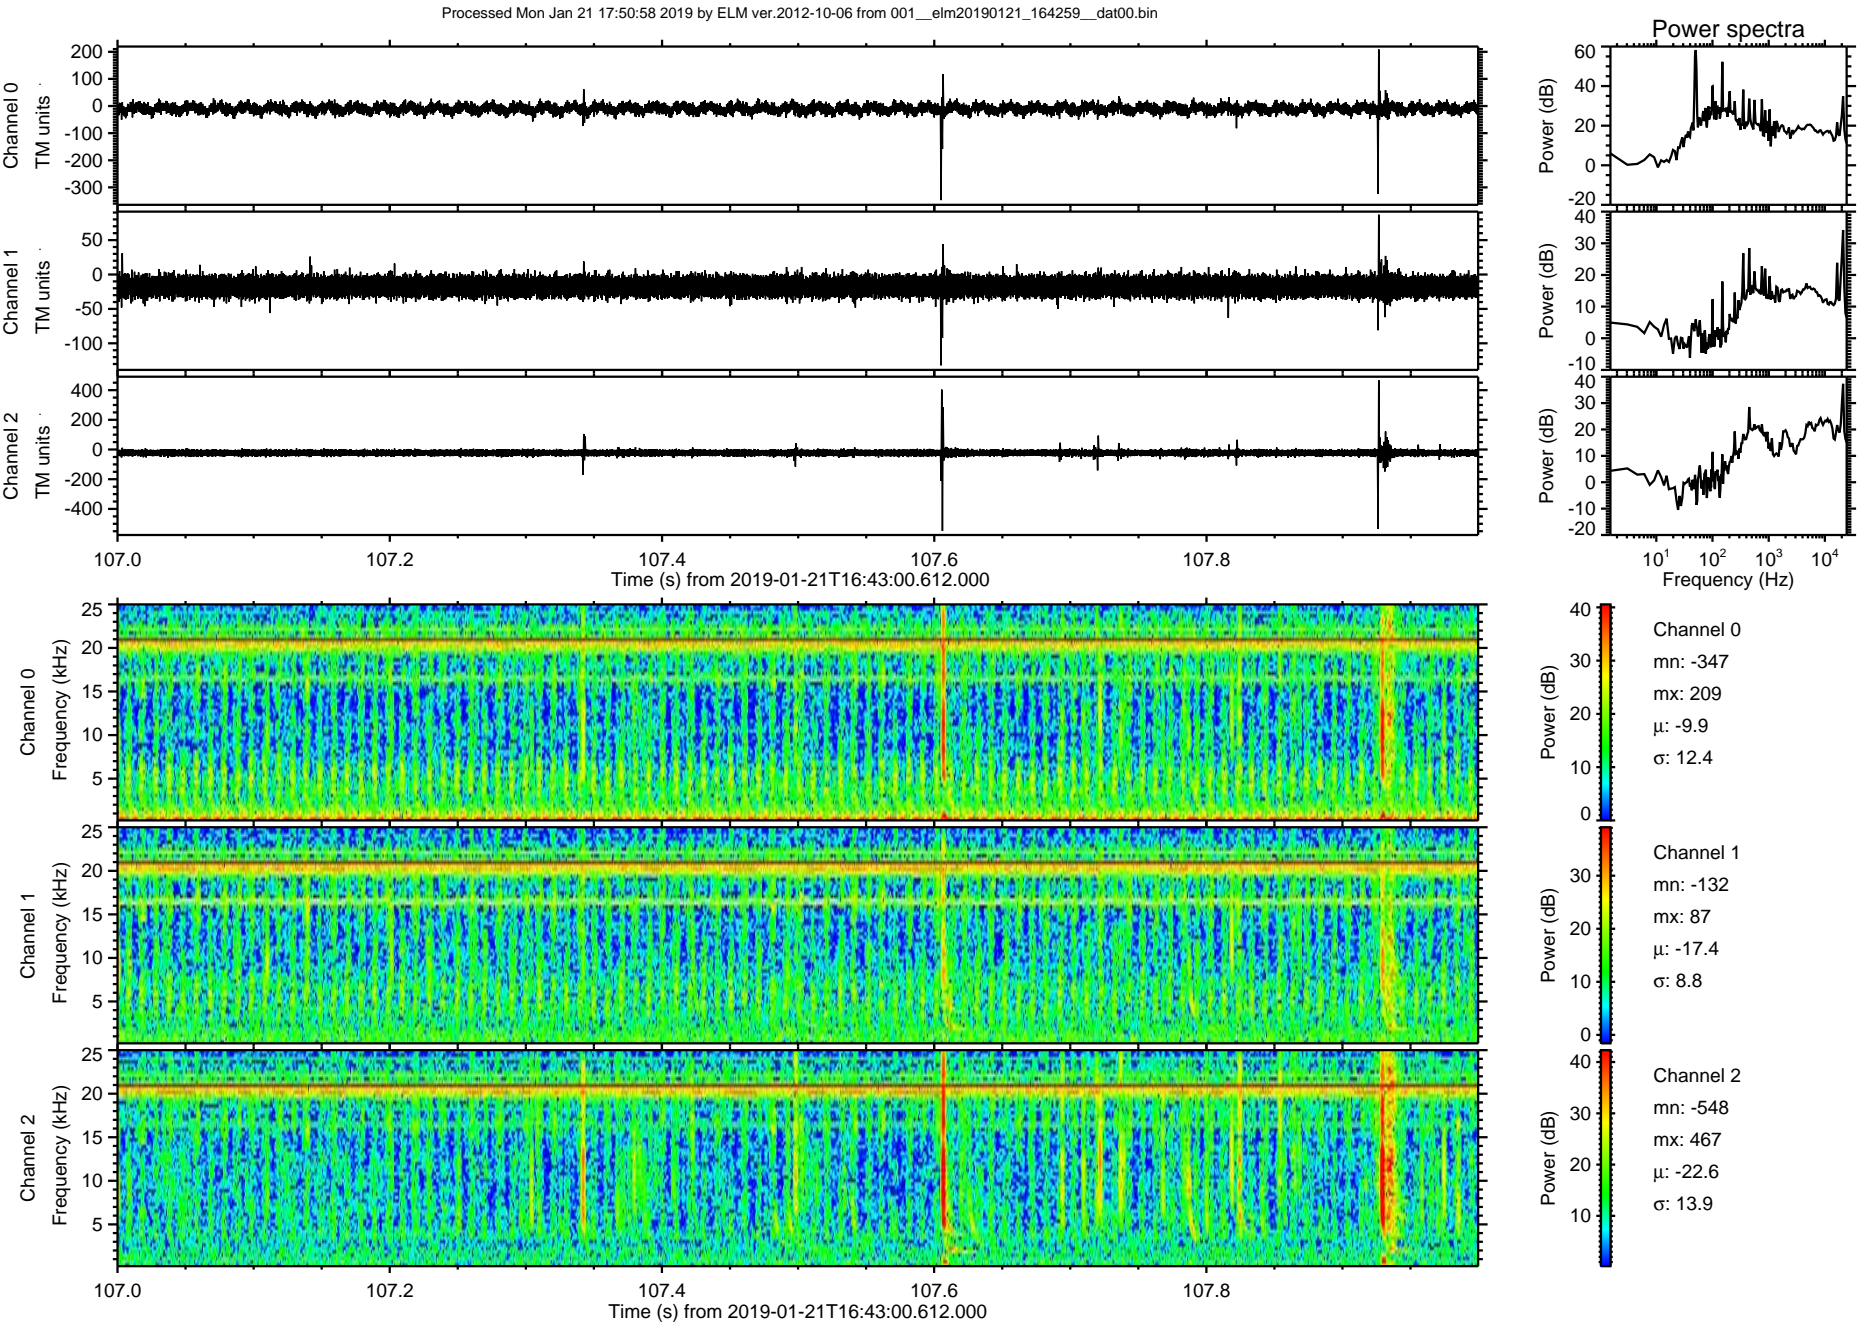 Processed Mon Jan 21 17:50:58 2019 by ELM ver.2012-10-06 from 001__elm20190121_164259__dat00.bin
Power spectra
Channel 0
TM units
200
100
0
-100
-200
-300
Power (dB)
60
40
20
0
-20
Channel 1
TM units
50
0
-50
-100
Power (dB)
40
30
20
10
0
-10
Channel 2
TM units
400
200
0
-200
-400
Power (dB)
40
30
20
10
0
-10
-20
107.0 107.2 107.4 107.6 107.8
Time (s) from 2019-01-21T16:43:00.612.000
10^1 10^2 10^3 10^4
Frequency (Hz)
Channel 0
Frequency (kHz)
25
20
15
10
5
Power (dB)
40
30
20
10
0
Channel 0
mn: -347
mx: 209
μ: -9.9
σ: 12.4
Channel 1
Frequency (kHz)
25
20
15
10
5
Power (dB)
30
20
10
0
Channel 1
mn: -132
mx: 87
μ: -17.4
σ: 8.8
Channel 2
Frequency (kHz)
25
20
15
10
5
Power (dB)
40
30
20
10
Channel 2
mn: -548
mx: 467
μ: -22.6
σ: 13.9
107.0 107.2 107.4 107.6 107.8
Time (s) from 2019-01-21T16:43:00.612.000